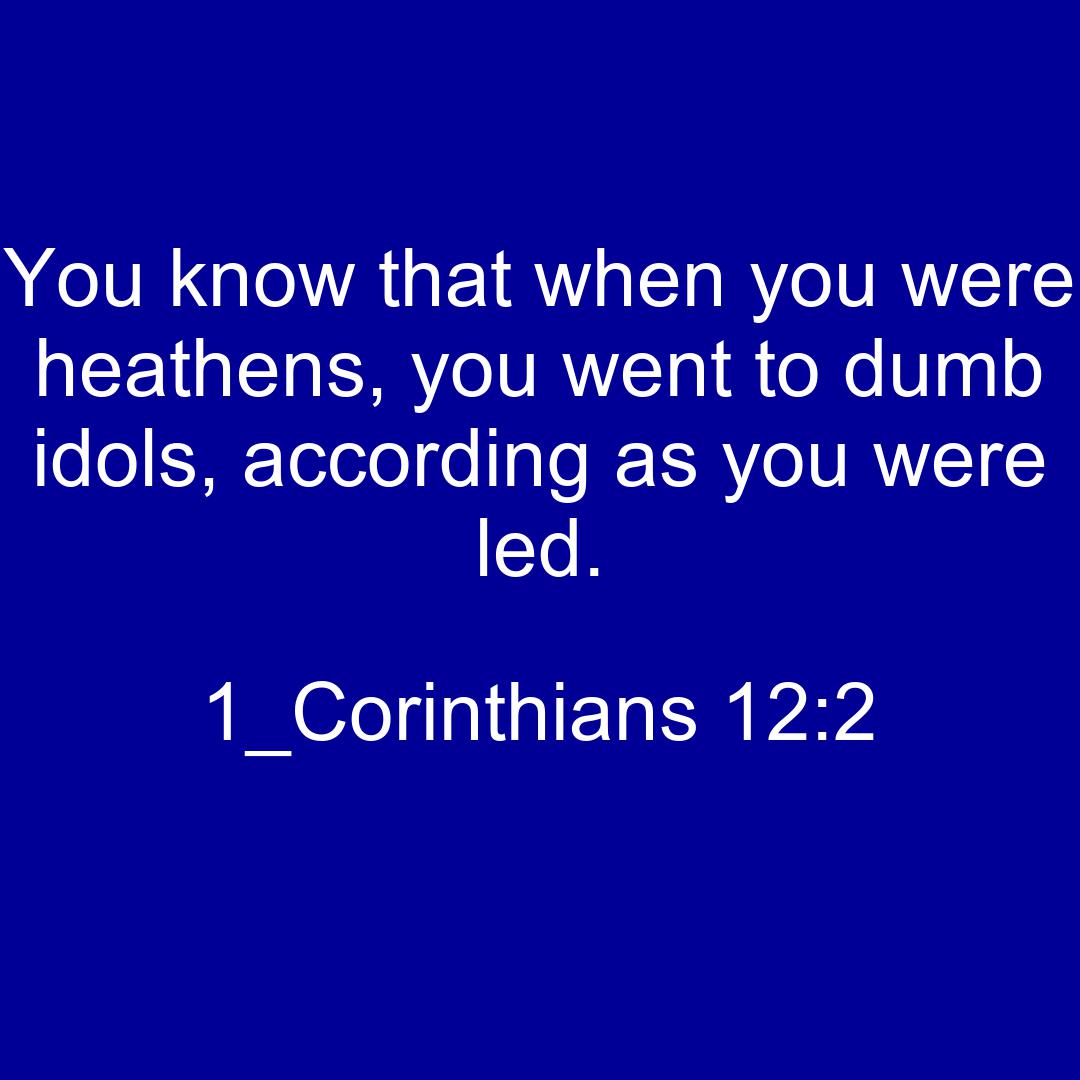 You know that when you were
heathens, you went to dumb
idols, according as you were
led.
1_Corinthians 12:2